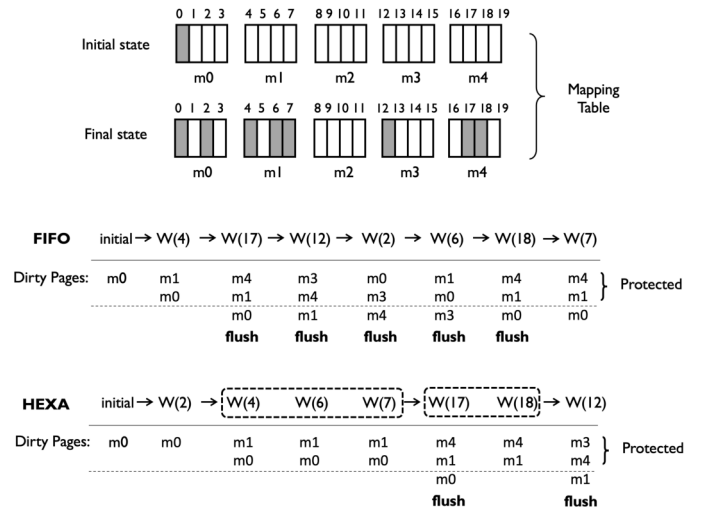 0 1 2 3 4 5 6 7 8 9 10 11 12 13 14 15 16 17 18 19
Initial state
m0 m1 m2 m3 m4
Mapping
Table
0 1 2 3 4 5 6 7 8 9 10 11 12 13 14 15 16 17 18 19
Final state
m0 m1 m2 m3 m4
FIFO initial → W(4) → W(17) → W(12) → W(2) → W(6) → W(18) → W(7)
Dirty Pages: m0 m1 m4 m3 m0 m1 m4 m4
Protected
m0 m1 m4 m3 m0 m1 m1
m0 m1 m4 m3 m0 m0
flush flush flush flush flush
HEXA initial → W(2) → W(4) W(6) W(7) → W(17) W(18) → W(12)
Dirty Pages: m0 m0 m1 m1 m1 m4 m4 m3
Protected
m0 m0 m0 m1 m1 m4
m0 m1
flush flush